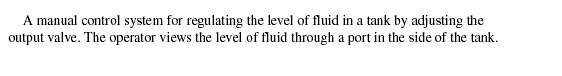 A manual control system for regulating the level of fluid in a tank by adjusting the
output valve. The operator views the level of fluid through a port in the side of the tank.